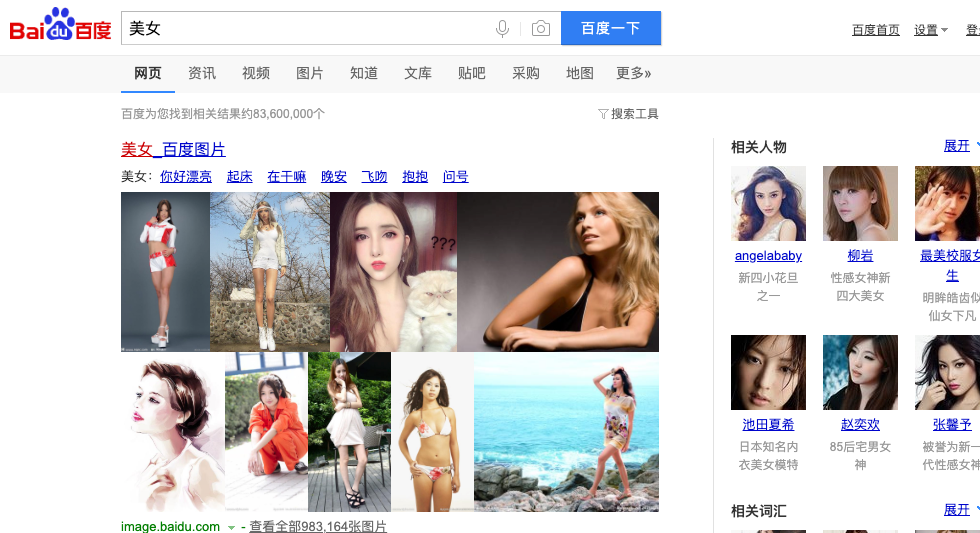 Bai du 百度
美女
百度一下
百度首页 设置
网页 资讯 视频 图片 知道 文库 贴吧 采购 地图 更多»
百度为您找到相关结果约83,600,000个
搜索工具
美女_百度图片
美女: 你好漂亮 起床 在干嘛 晚安 飞吻 抱抱 问号
???
image.baidu.com - 查看全部983,164张图片
相关人物 展开
angelababy 柳岩 最美校服女
生
新四小花旦 性感女神新
之一 四大美女 明眸皓齿似
仙女下凡
池田夏希 赵奕欢 张馨予
日本知名内 85后宅男女 被誉为新一
衣美女模特 神 代性感女神
相关词汇 展开